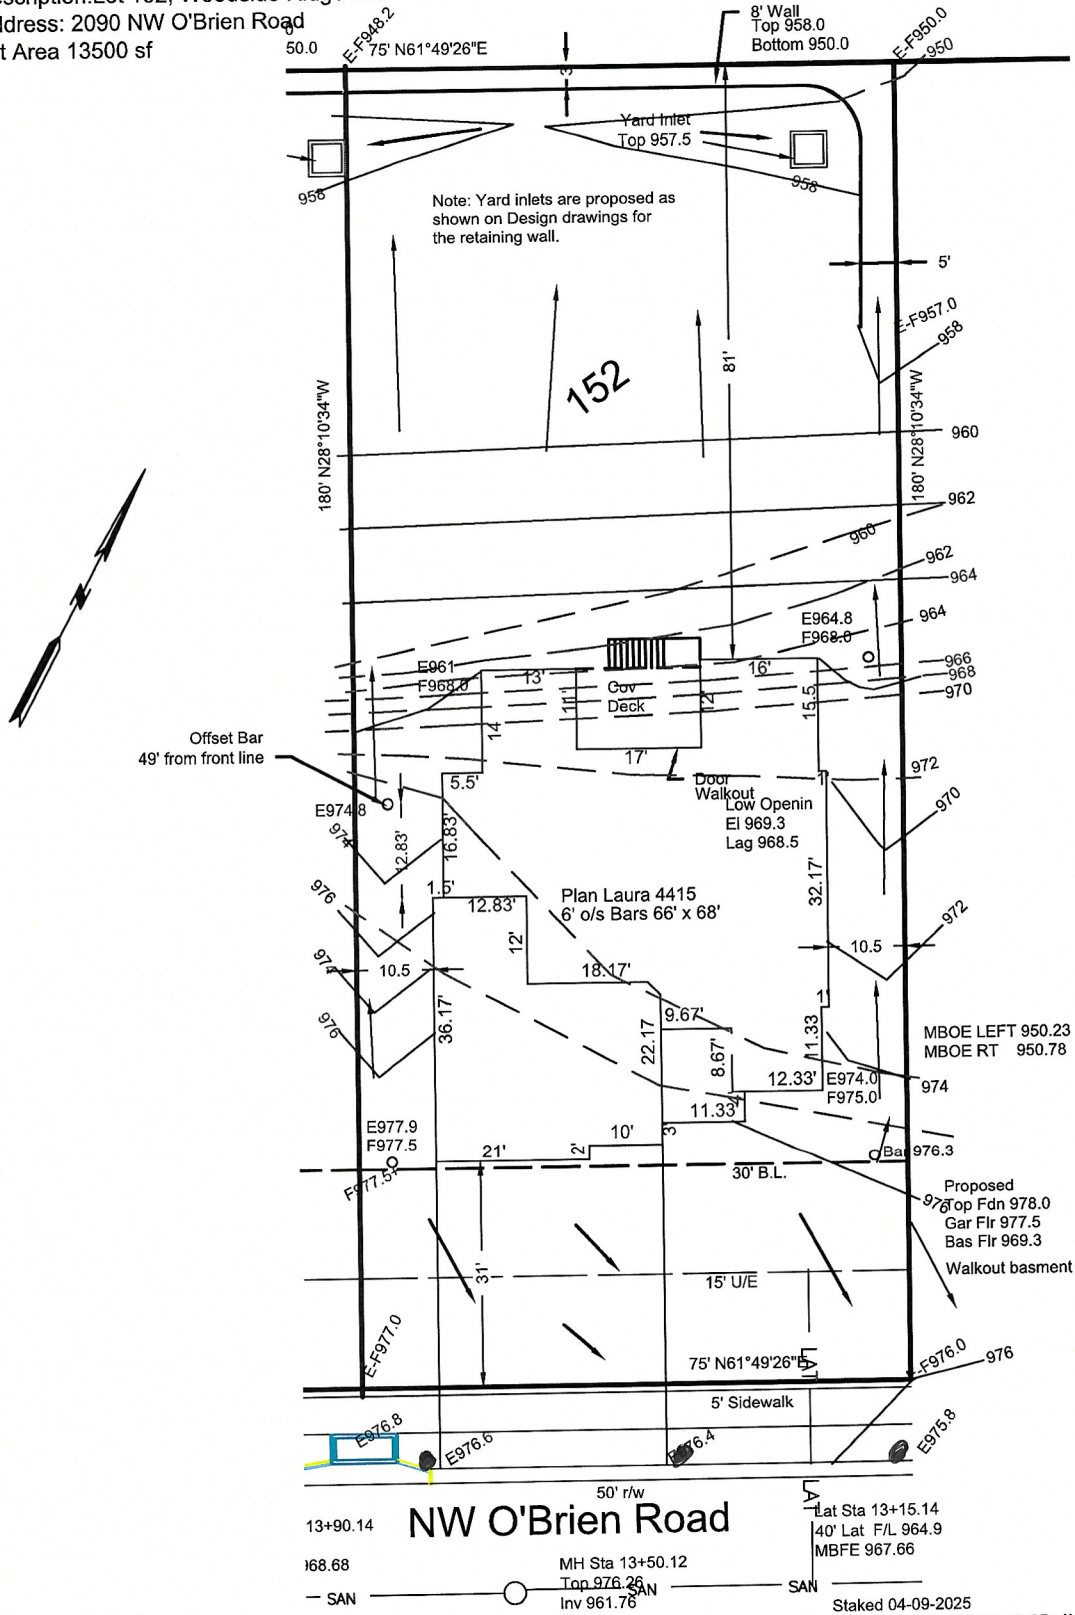 ddress: 2090 NW O'Brien Road
t Area 13500 sf
50.0
E-F948.2
75' N61°49'26"E
3'
8' Wall
Top 958.0
Bottom 950.0
E-F950.0
950
Yard Inlet
Top 957.5
958
958
Note: Yard inlets are proposed as
shown on Design drawings for
the retaining wall.
5'
E-F957.0
958
81'
152
180' N28°10'34"W
180' N28°10'34"W
960
962
960
962
964
964
E964.8
F968.0
E961
F968.0
966
968
970
13'
16'
Cov
Deck
11'
12'
15.5
14
17'
Offset Bar
49' from front line
5.5'
Door
Walkout
Low Openin
El 969.3
Lag 968.5
1'
972
970
E974.8
974
12.83'
16.83'
976
1.5'
12.83'
Plan Laura 4415
6' o/s Bars 66' x 68'
32.17'
12'
972
974
10.5
18.17'
10.5
976
36.17'
9.67'
1'
22.17
8.67'
11.33
MBOE LEFT 950.23
MBOE RT 950.78
12.33'
E974.0
F975.0
974
4'
11.33'
E977.9
F977.5
10'
3'
21'
2'
Bar 976.3
F977.5
30' B.L.
976
Proposed
Top Fdn 978.0
Gar Flr 977.5
Bas Flr 969.3
Walkout basment
31'
15' U/E
E-F977.0
75' N61°49'26"E
LAT
-F976.0
976
5' Sidewalk
E976.8
E976.6
E976.4
E975.8
50' r/w
NW O'Brien Road
LAT
13+90.14
Lat Sta 13+15.14
40' Lat F/L 964.9
MBFE 967.66
968.68
MH Sta 13+50.12
Top 976.26
Inv 961.76
SAN
SAN
SAN
Staked 04-09-2025